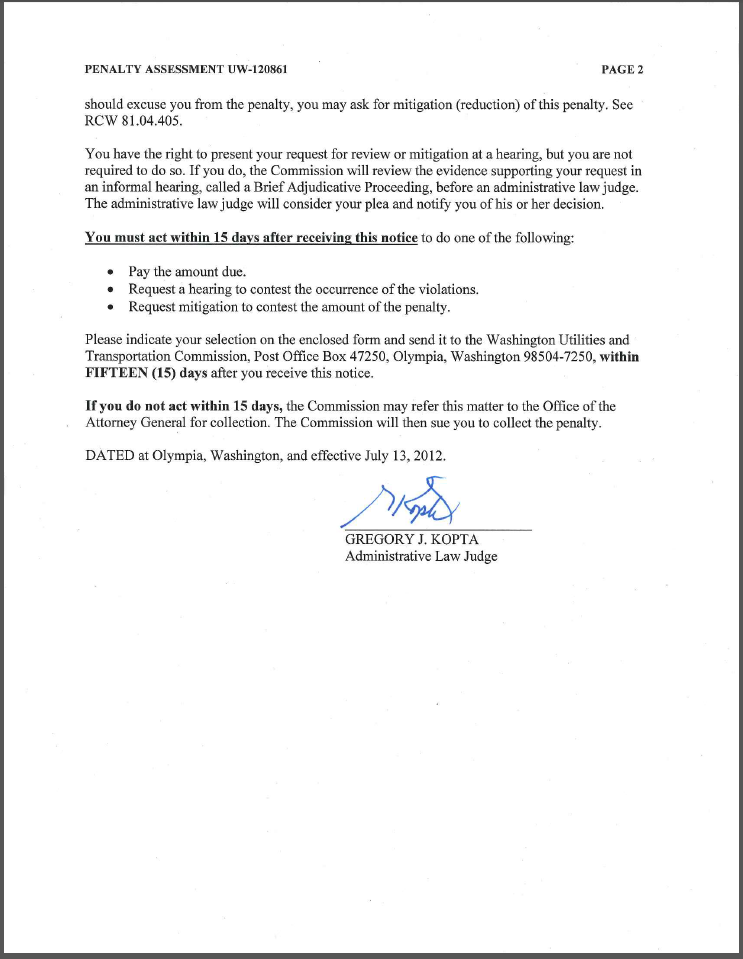 PENALTY ASSESSMENT UW-120861 PAGE 2
should excuse you from the penalty, you may ask for mitigation (reduction) of this penalty. See
RCW 81.04.405.
You have the right to present your request for review or mitigation at a hearing, but you are not
required to do so. If you do, the Commission will review the evidence supporting your request in
an informal hearing, called a Brief Adjudicative Proceeding, before an administrative law judge.
The administrative law judge will consider your plea and notify you of his or her decision.
You must act within 15 days after receiving this notice to do one of the following:
• Pay the amount due.
• Request a hearing to contest the occurrence of the violations.
• Request mitigation to contest the amount of the penalty.
Please indicate your selection on the enclosed form and send it to the Washington Utilities and
Transportation Commission, Post Office Box 47250, Olympia, Washington 98504-7250, within
FIFTEEN (15) days after you receive this notice.
If you do not act within 15 days, the Commission may refer this matter to the Office of the
Attorney General for collection. The Commission will then sue you to collect the penalty.
DATED at Olympia, Washington, and effective July 13, 2012.
GREGORY J. KOPTA
Administrative Law Judge